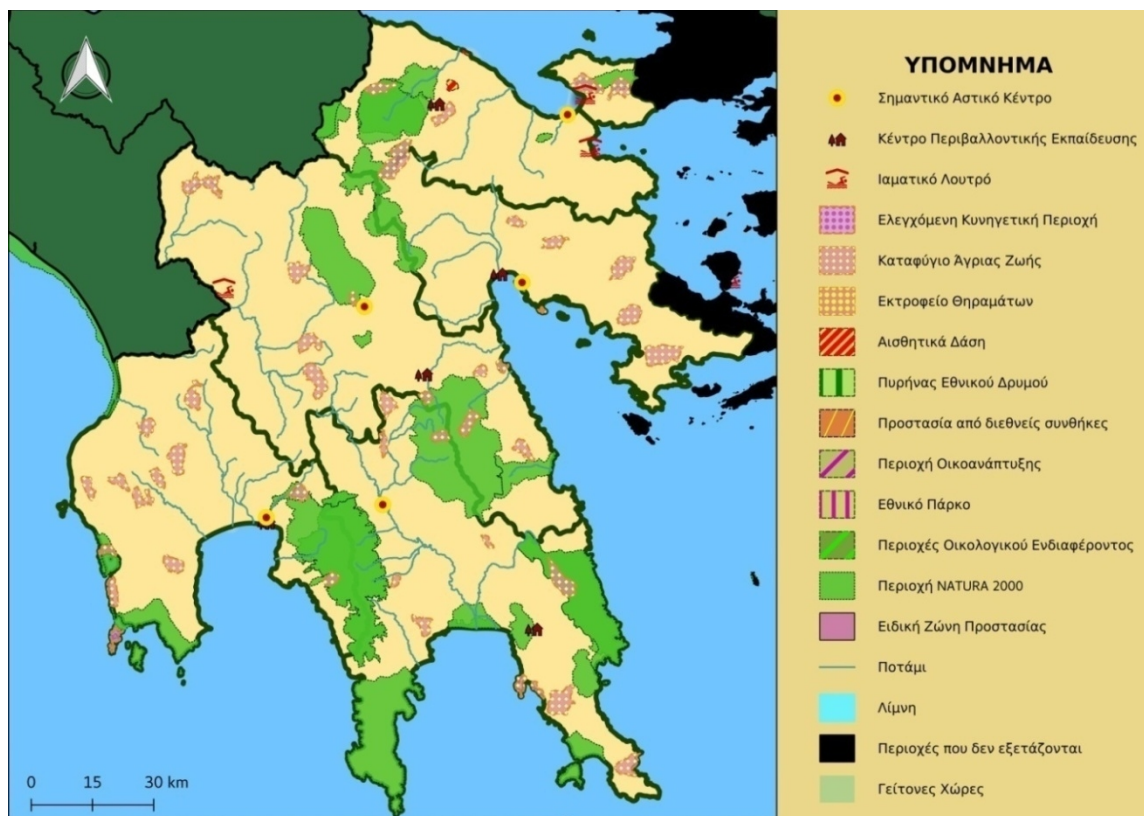 ΥΠΟΜΝΗΜΑ
Σημαντικό Αστικό Κέντρο
Κέντρο Περιβαλλοντικής Εκπαίδευσης
Ιαματικό Λουτρό
Ελεγχόμενη Κυνηγετική Περιοχή
Καταφύγιο Άγριας Ζωής
Εκτροφείο Θηραμάτων
Αισθητικά Δάση
Πυρήνας Εθνικού Δρυμού
Προστασία από διεθνείς συνθήκες
Περιοχή Οικοανάπτυξης
Εθνικό Πάρκο
Περιοχές Οικολογικού Ενδιαφέροντος
Περιοχή NATURA 2000
Ειδική Ζώνη Προστασίας
Ποτάμι
Λίμνη
Περιοχές που δεν εξετάζονται
Γείτονες Χώρες
0 15 30 km